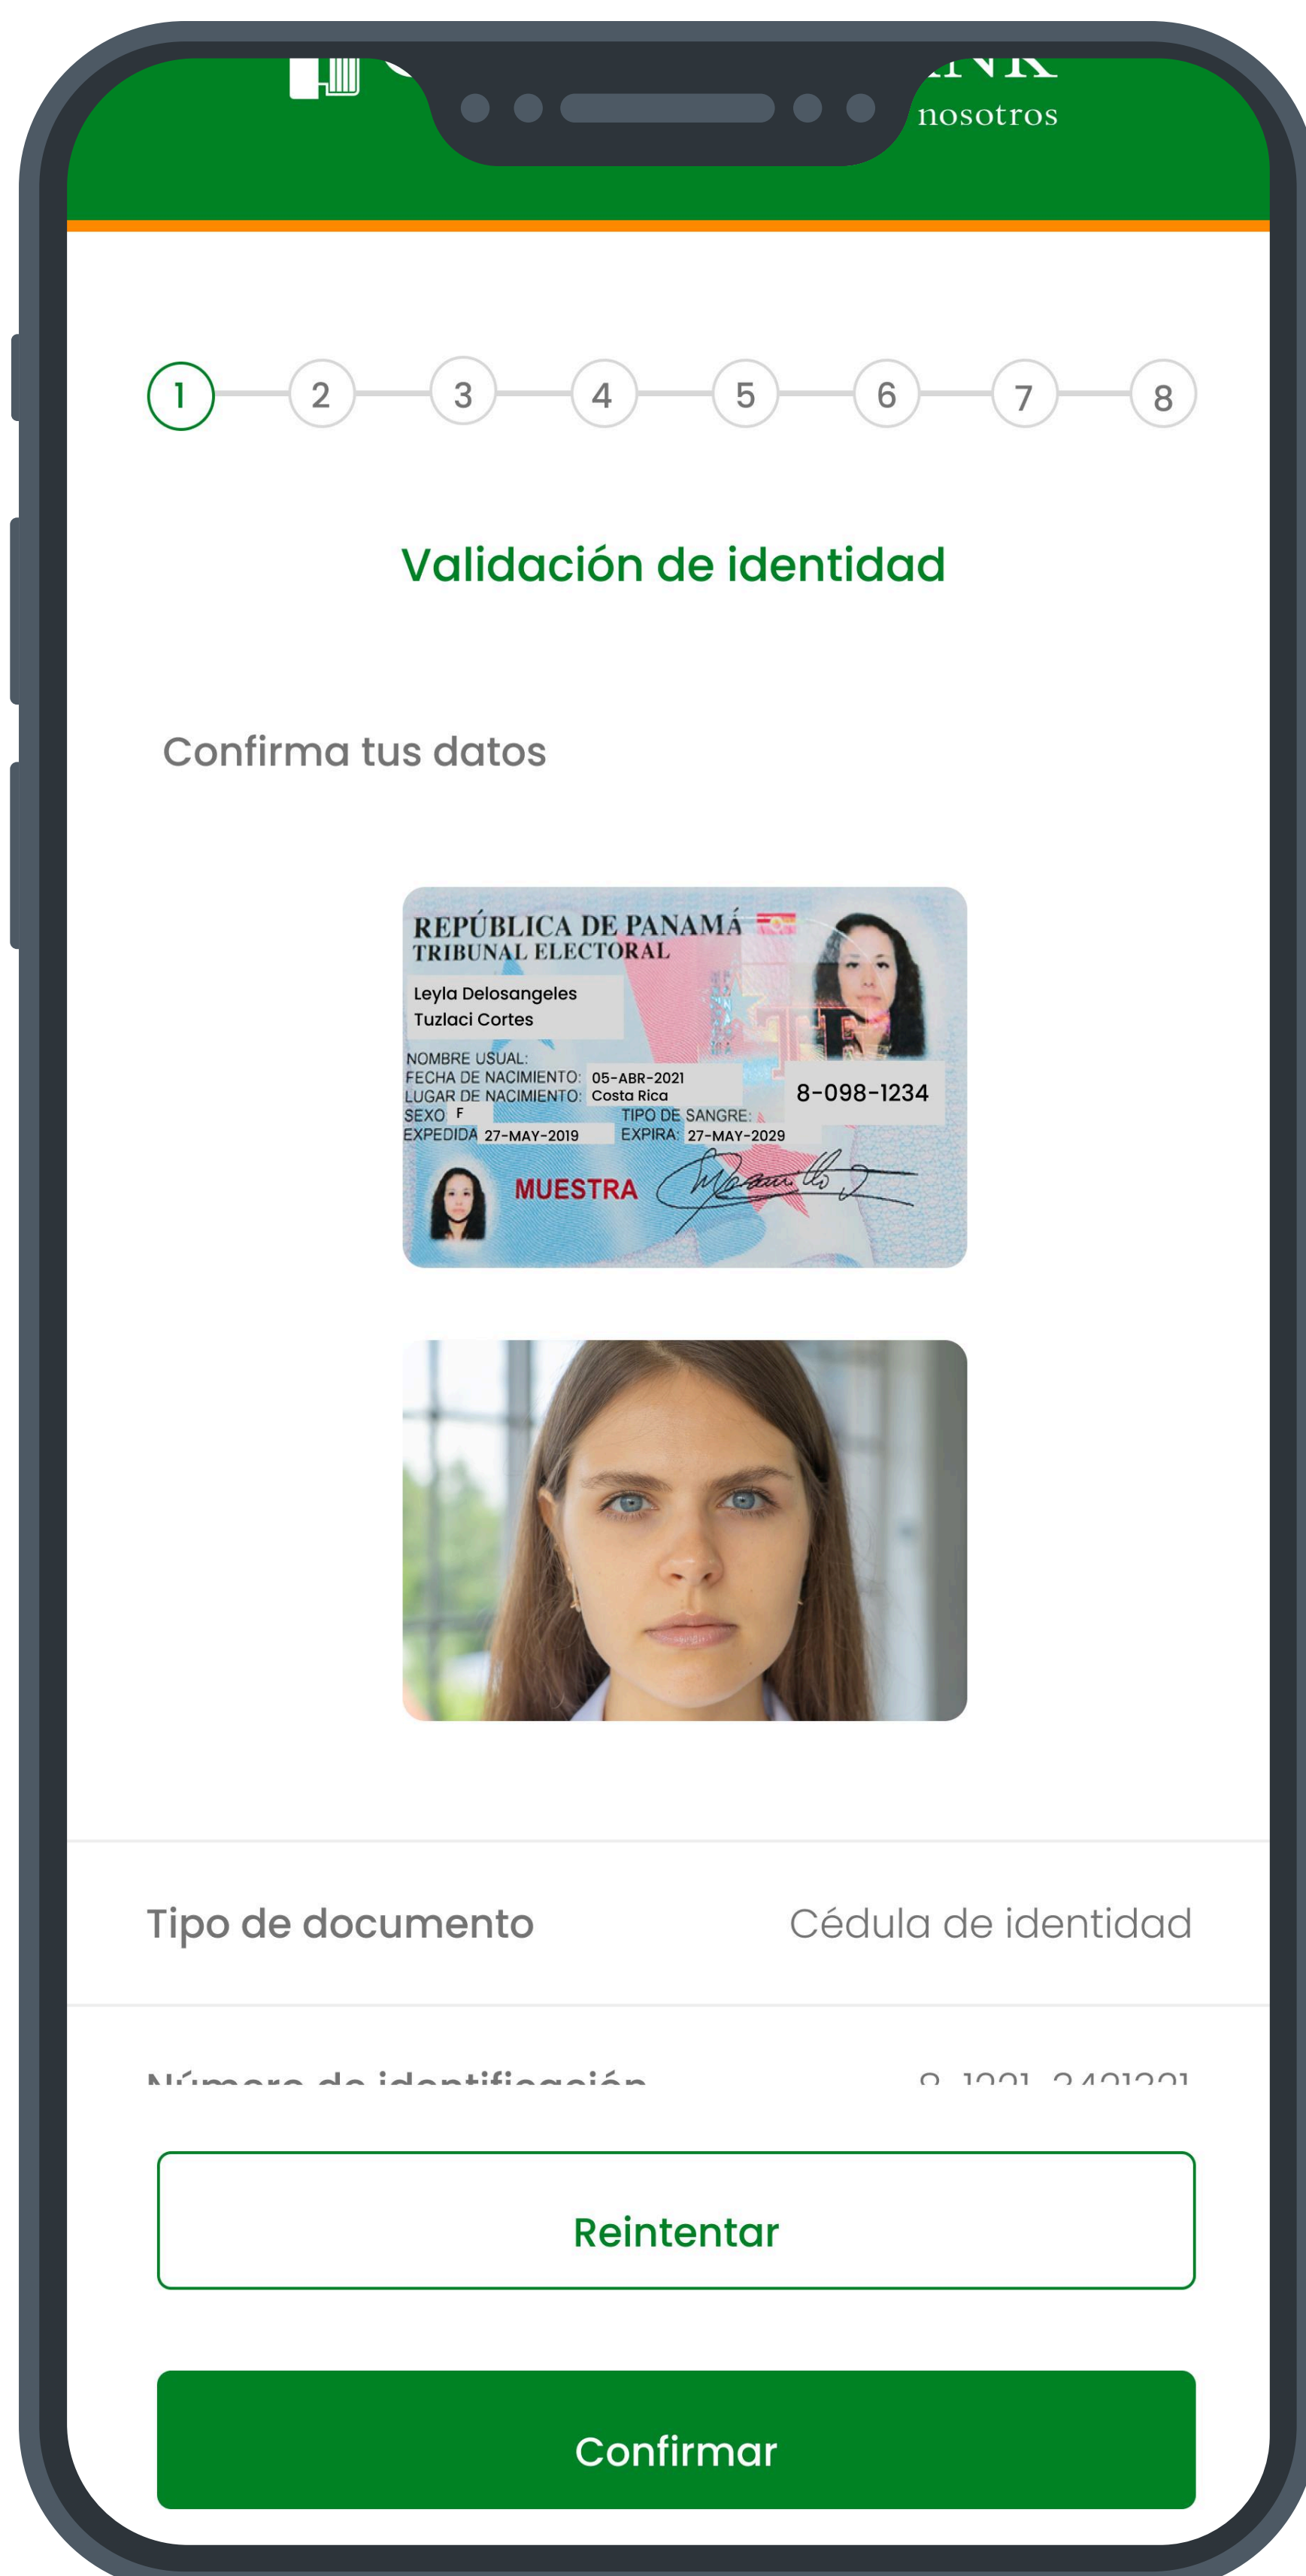 nosotros
1 2 3 4 5 6 7 8
Validación de identidad
Confirma tus datos
REPÚBLICA DE PANAMÁ
TRIBUNAL ELECTORAL
Leyla Delosangeles
Tuzlaci Cortes
NOMBRE USUAL:
FECHA DE NACIMIENTO: 05-ABR-2021
LUGAR DE NACIMIENTO: Costa Rica
8-098-1234
SEXO F TIPO DE SANGRE:
EXPEDIDA 27-MAY-2019 EXPIRA: 27-MAY-2029
MUESTRA
Tipo de documento Cédula de identidad
Número de identificación
Reintentar
Confirmar